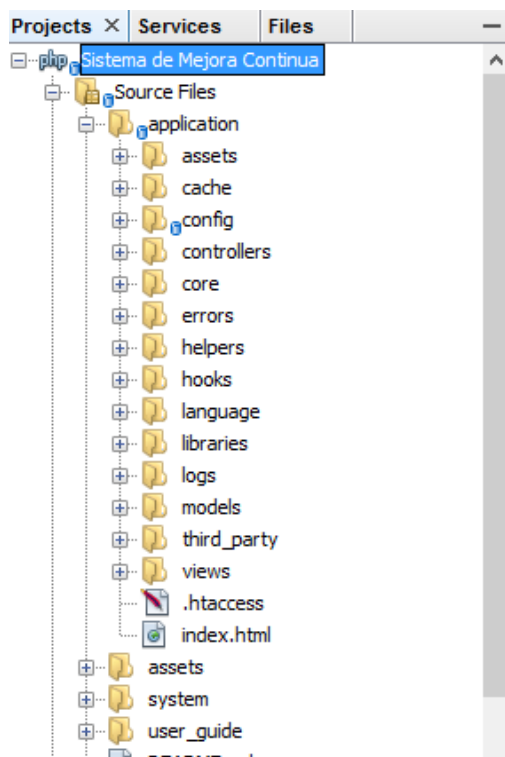 Projects Services Files
php Sistema de Mejora Continua
Source Files
application
assets
cache
config
controllers
core
errors
helpers
hooks
language
libraries
logs
models
third_party
views
.htaccess
index.html
assets
system
user_guide